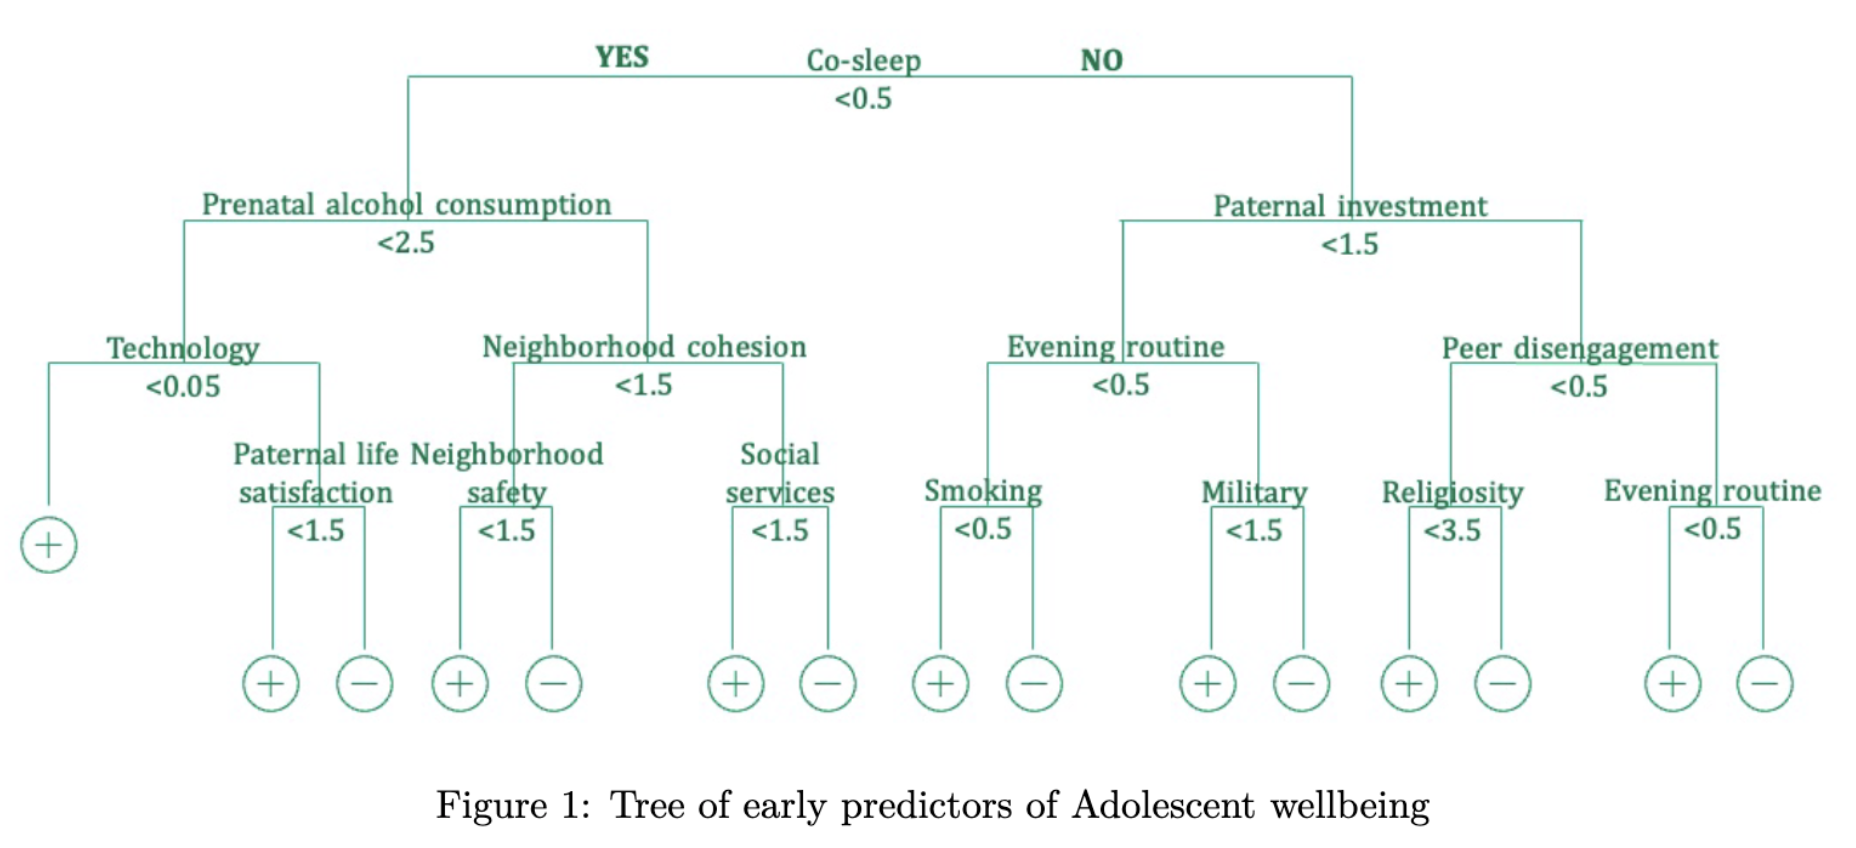 YES Co-sleep NO
<0.5
Prenatal alcohol consumption Paternal investment
<2.5 <1.5
Technology Neighborhood cohesion Evening routine Peer disengagement
<0.05 <1.5 <0.5 <0.5
Paternal life Neighborhood Social
satisfaction safety services Smoking Military Religiosity Evening routine
<1.5 <1.5 <1.5 <0.5 <1.5 <3.5 <0.5
+
+ − + − + − + − + − + − + −
Figure 1: Tree of early predictors of Adolescent wellbeing